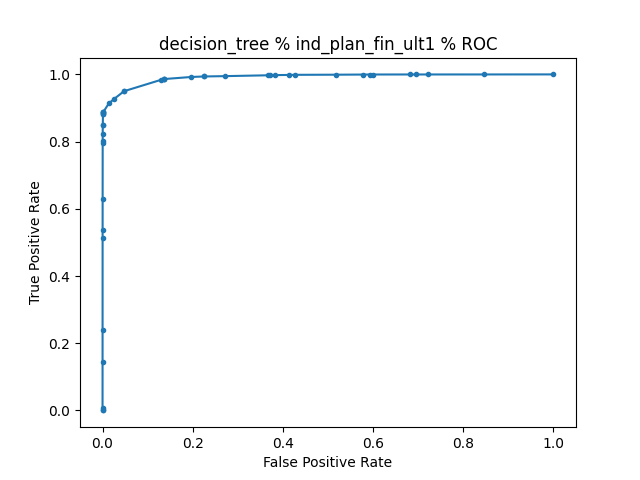 decision_tree % ind_plan_fin_ult1 % ROC
1.0
0.8
0.6
0.4
0.2
0.0
True Positive Rate
0.0 0.2 0.4 0.6 0.8 1.0
False Positive Rate